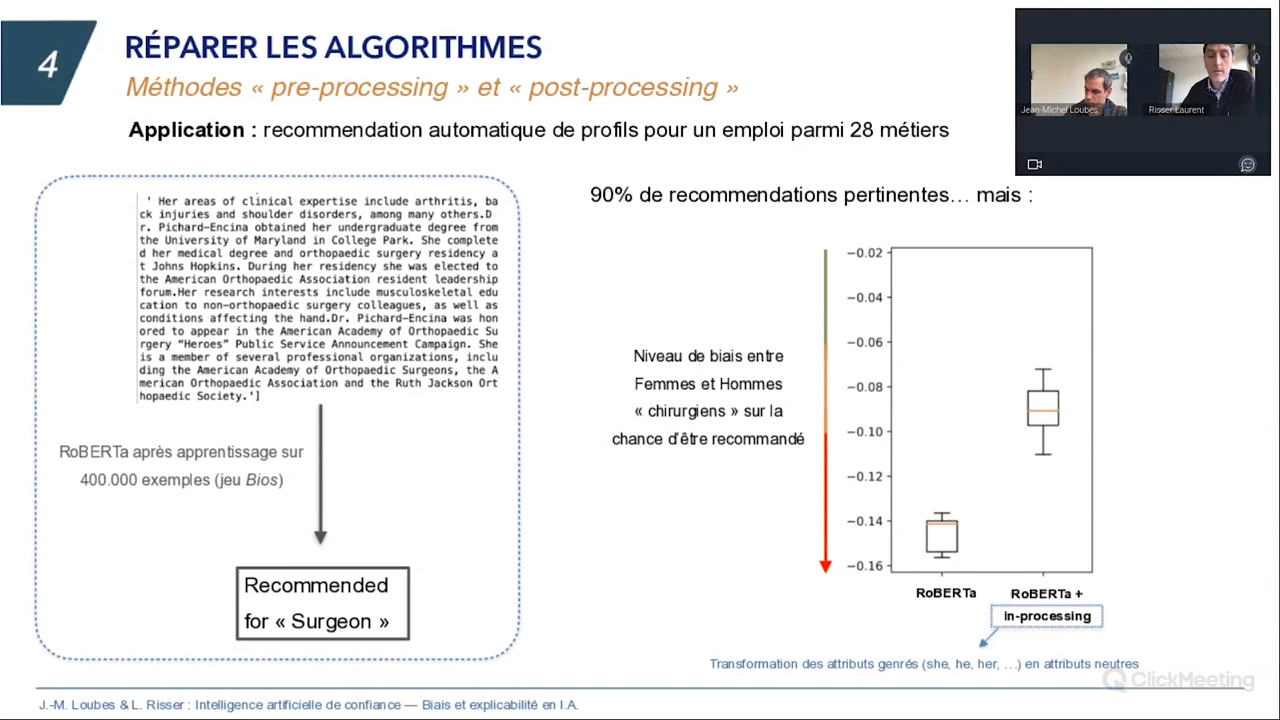 4
RÉPARER LES ALGORITHMES
Méthodes « pre-processing » et « post-processing »
Application : recommendation automatique de profils pour un emploi parmi 28 métiers
Jean-Michel Loubes
Risser Laurent
' Her areas of clinical expertise include arthritis, ba
ck injuries and shoulder disorders, among many others.D
r. Pichard-Encina obtained her undergraduate degree from
the University of Maryland in College Park. She complete
d her medical degree and orthopaedic surgery residency a
t Johns Hopkins. During her residency she was elected to
the American Orthopaedic Association resident leadership
forum.Her research interests include musculoskeletal edu
cation to non-orthopaedic surgery colleagues, as well as
conditions affecting the hand.Dr. Pichard-Encina was hon
ored to appear in the American Academy of Orthopaedic Su
rgery “Heroes” Public Service Announcement Campaign. She
is a member of several professional organizations, inclu
ding the American Academy of Orthopaedic Surgeons, the A
merican Orthopaedic Association and the Ruth Jackson Ort
hopaedic Society.']
RoBERTa après apprentissage sur
400.000 exemples (jeu Bios)
Recommended
for « Surgeon »
90% de recommendations pertinentes… mais :
Niveau de biais entre
Femmes et Hommes
« chirurgiens » sur la
chance d'être recommandé
−0.02
−0.04
−0.06
−0.08
−0.10
−0.12
−0.14
−0.16
RoBERTa
RoBERTa +
in-processing
Transformation des attributs genrés (she, he, her, …) en attributs neutres
ClickMeeting
J.-M. Loubes & L. Risser : Intelligence artificielle de confiance — Biais et explicabilité en I.A.